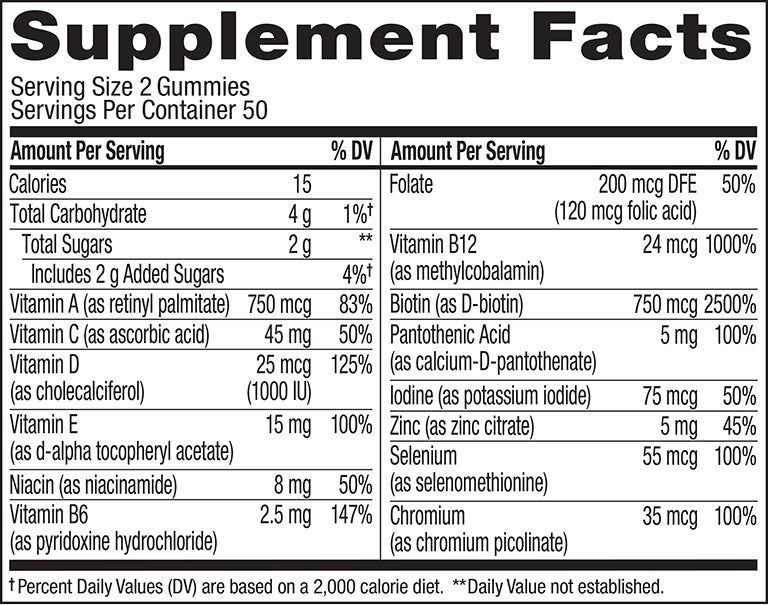 Supplement Facts
Serving Size 2 Gummies
Servings Per Container 50
Amount Per Serving % DV
Calories 15
Total Carbohydrate 4 g 1%†
Total Sugars 2 g **
Includes 2 g Added Sugars 4%†
Vitamin A (as retinyl palmitate) 750 mcg 83%
Vitamin C (as ascorbic acid) 45 mg 50%
Vitamin D 25 mcg 125%
(as cholecalciferol) (1000 IU)
Vitamin E 15 mg 100%
(as d-alpha tocopheryl acetate)
Niacin (as niacinamide) 8 mg 50%
Vitamin B6 2.5 mg 147%
(as pyridoxine hydrochloride)
Amount Per Serving % DV
Folate 200 mcg DFE 50%
(120 mcg folic acid)
Vitamin B12 24 mcg 1000%
(as methylcobalamin)
Biotin (as D-biotin) 750 mcg 2500%
Pantothenic Acid 5 mg 100%
(as calcium-D-pantothenate)
Iodine (as potassium iodide) 75 mcg 50%
Zinc (as zinc citrate) 5 mg 45%
Selenium 55 mcg 100%
(as selenomethionine)
Chromium 35 mcg 100%
(as chromium picolinate)
†Percent Daily Values (DV) are based on a 2,000 calorie diet. **Daily Value not established.